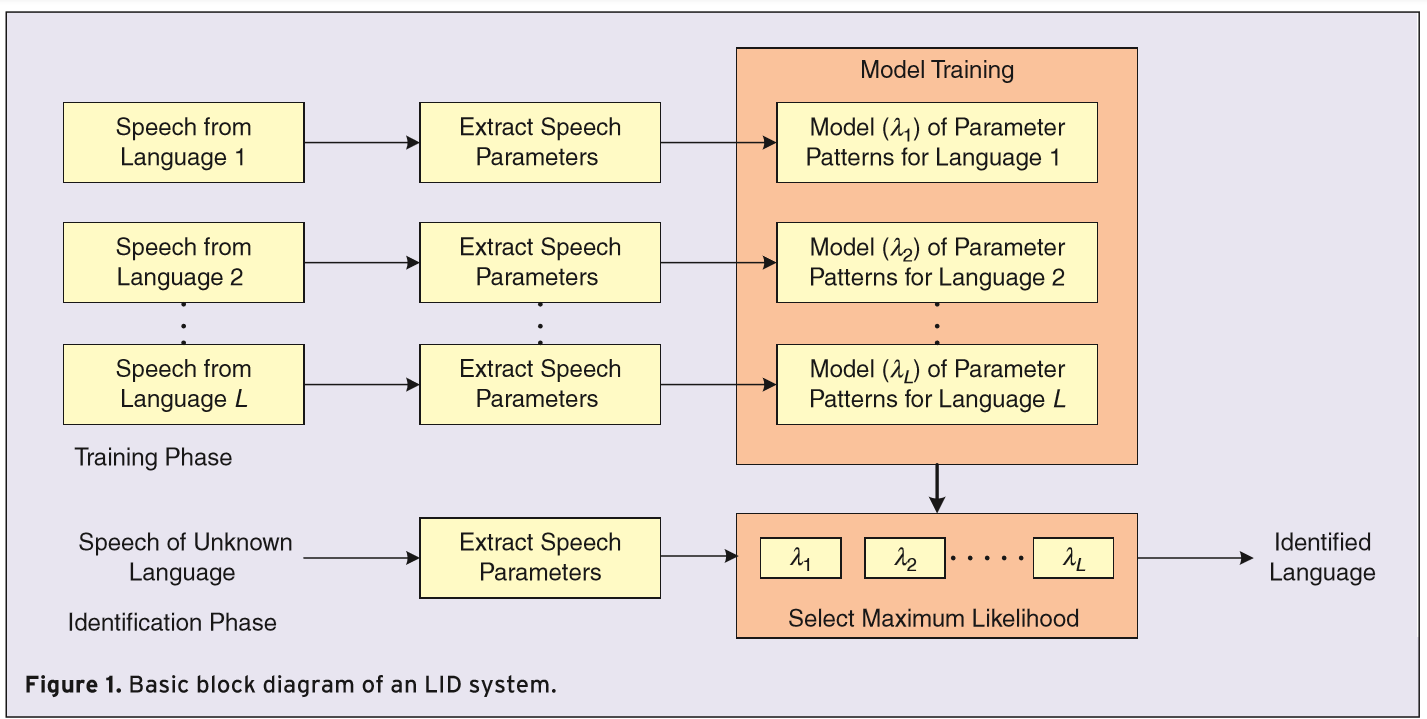 Model Training
Speech from
Language 1
Extract Speech
Parameters
Model (λ₁) of Parameter
Patterns for Language 1
Speech from
Language 2
Extract Speech
Parameters
Model (λ₂) of Parameter
Patterns for Language 2
Speech from
Language L
Extract Speech
Parameters
Model (λL) of Parameter
Patterns for Language L
Training Phase
Speech of Unknown
Language
Extract Speech
Parameters
λ₁ λ₂ ..... λL
Select Maximum Likelihood
Identified
Language
Identification Phase
Figure 1. Basic block diagram of an LID system.